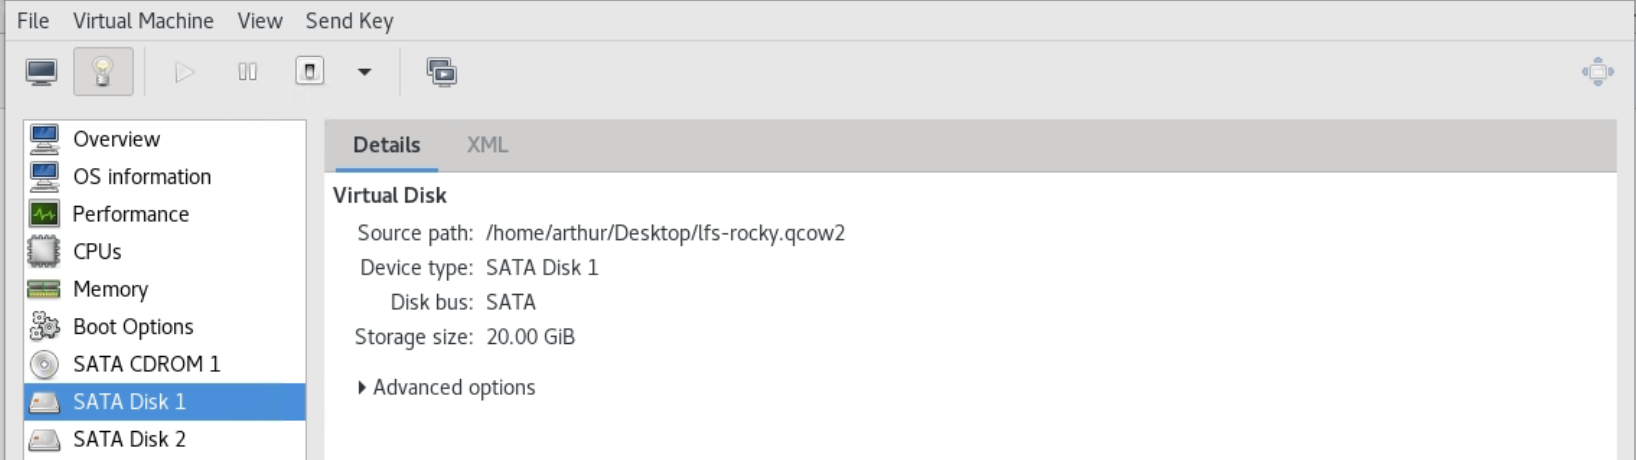 File Virtual Machine View Send Key
Overview
OS information
Performance
CPUs
Memory
Boot Options
SATA CDROM 1
SATA Disk 1
SATA Disk 2
Details XML
Virtual Disk
Source path: /home/arthur/Desktop/lfs-rocky.qcow2
Device type: SATA Disk 1
Disk bus: SATA
Storage size: 20.00 GiB
Advanced options